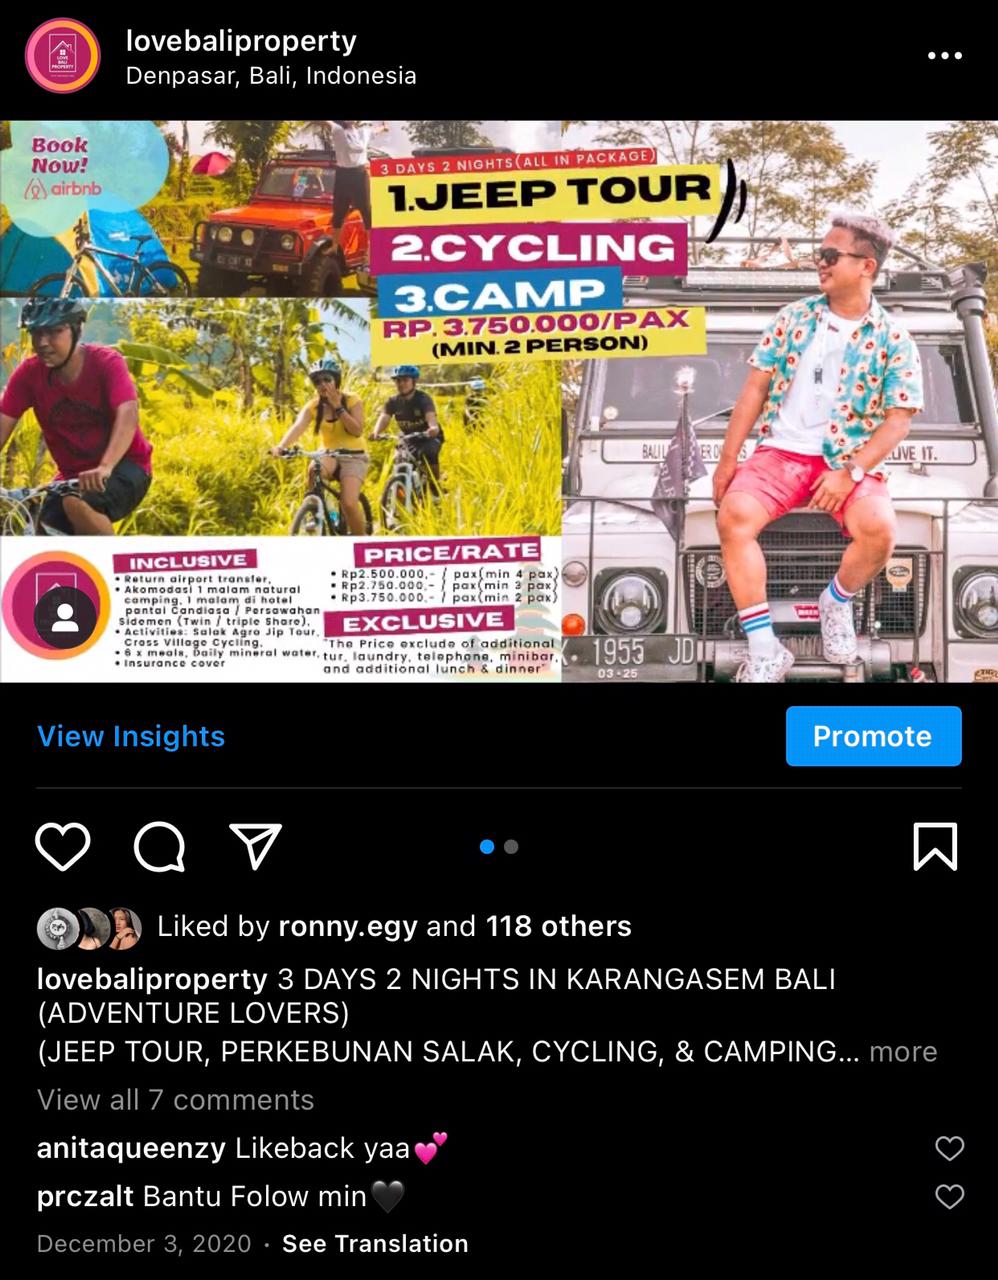 lovebaliproperty
Denpasar, Bali, Indonesia
Book
Now!
airbnb
3 DAYS 2 NIGHTS(ALL IN PACKAGE)
1.JEEP TOUR
2.CYCLING
3.CAMP
RP. 3.750.000/PAX
(MIN. 2 PERSON)
LIVE IT.
INCLUSIVE
• Return airport transfer,
• Akomodasi 1 malam natural
camping, 1 malam di hotel
pantai Candiasa / Persawahan
Sidemen (Twin / triple Share),
• Activities: Salak Agro Jip Tour,
Cross Village Cycling,
• 6 x meals, Daily mineral water,
• Insurance cover
PRICE/RATE
• Rp2.500.000,- / pax(min 4 pax)
• Rp2.750.000,- / pax(min 3 pax)
• Rp3.750.000,- / pax(min 2 pax)
EXCLUSIVE
"The Price exclude of additional
tur, laundry, telephone, minibar,
and additional lunch & dinner"
1955 JD
03·25
View Insights
Promote
Liked by ronny.egy and 118 others
lovebaliproperty 3 DAYS 2 NIGHTS IN KARANGASEM BALI
(ADVENTURE LOVERS)
(JEEP TOUR, PERKEBUNAN SALAK, CYCLING, & CAMPING... more
View all 7 comments
anitaqueenzy Likeback yaa💕
prczalt Bantu Folow min🖤
December 3, 2020 · See Translation